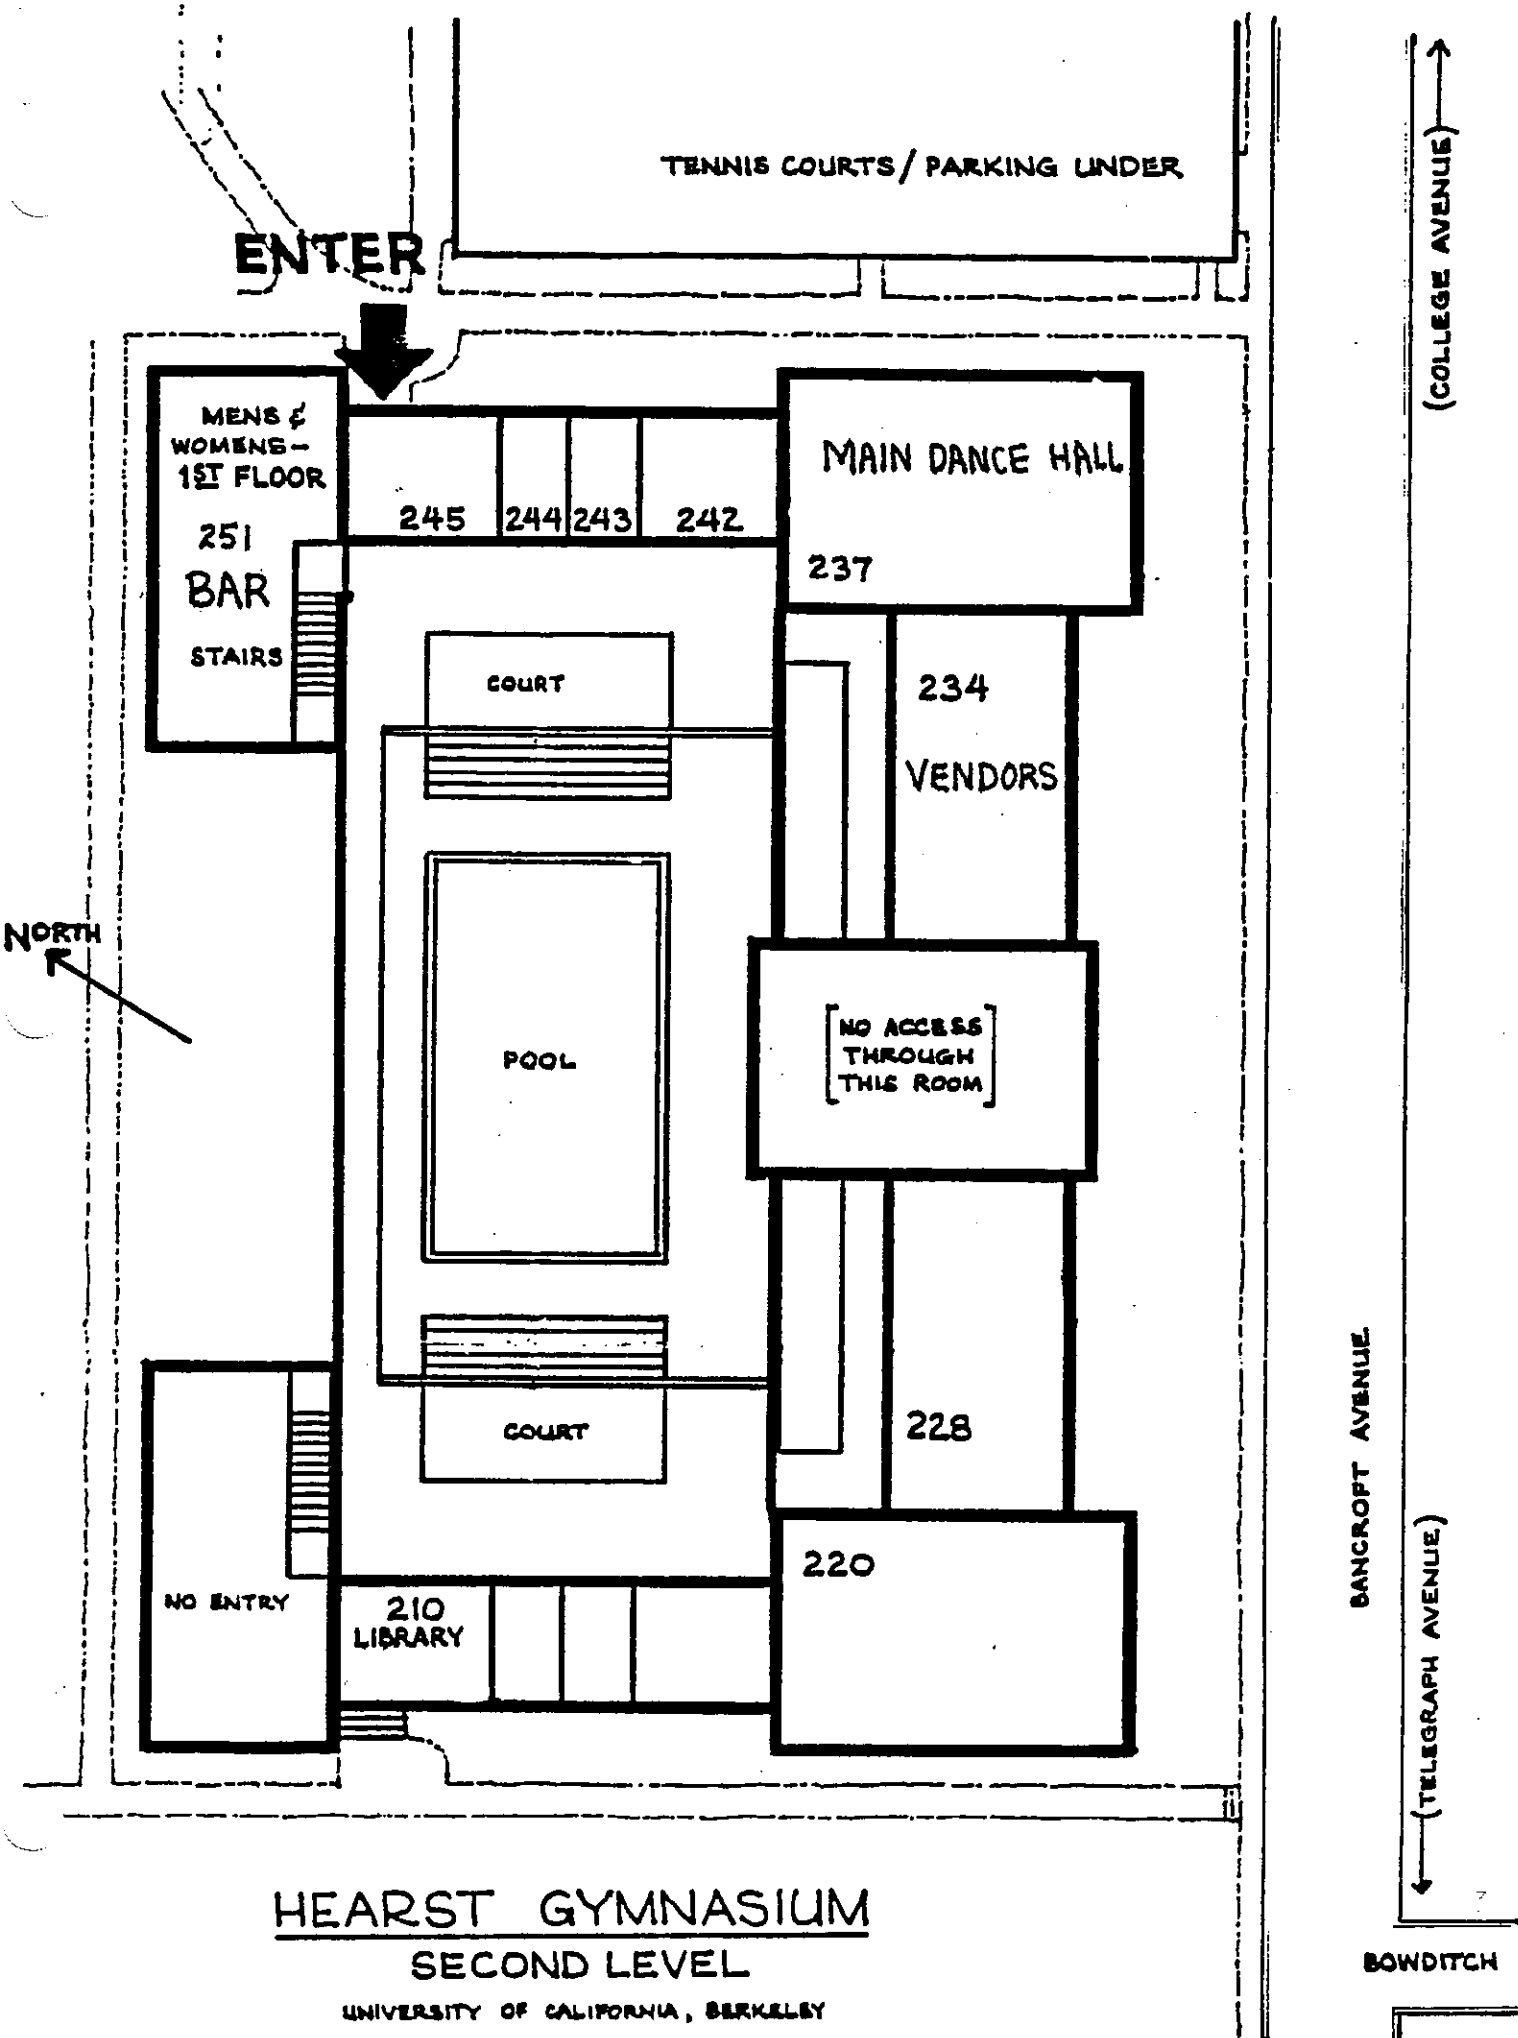 TENNIS COURTS / PARKING UNDER
(COLLEGE AVENUE)
ENTER
MENS &
WOMENS—
1ST FLOOR
251
BAR
STAIRS
245
244
243
242
MAIN DANCE HALL
237
COURT
234
VENDORS
NORTH
POOL
[NO ACCESS
THROUGH
THIS ROOM]
COURT
228
BANCROFT AVENUE
220
NO ENTRY
210
LIBRARY
(TELEGRAPH AVENUE)
HEARST GYMNASIUM
SECOND LEVEL
UNIVERSITY OF CALIFORNIA, BERKELEY
BOWDITCH